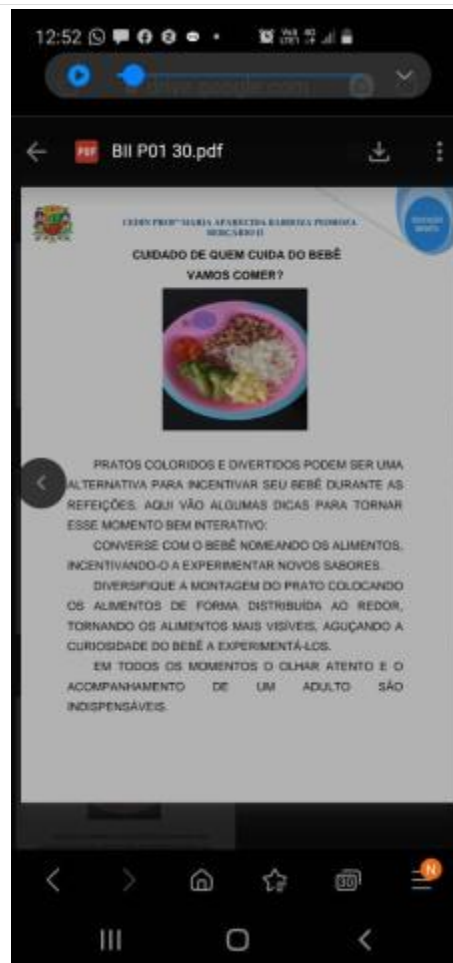 12:52
drive.google.com
BII P01 30.pdf
CUIDADO DE QUEM CUIDA DO BEBÊ
VAMOS COMER?
PRATOS COLORIDOS E DIVERTIDOS PODEM SER UMA
ALTERNATIVA PARA INCENTIVAR SEU BEBÊ DURANTE AS
REFEIÇÕES. AQUI VÃO ALGUMAS DICAS PARA TORNAR
ESSE MOMENTO BEM INTERATIVO:
CONVERSE COM O BEBÊ NOMEANDO OS ALIMENTOS,
INCENTIVANDO-O A EXPERIMENTAR NOVOS SABORES.
DIVERSIFIQUE A MONTAGEM DO PRATO COLOCANDO
OS ALIMENTOS DE FORMA DISTRIBUÍDA AO REDOR,
TORNANDO OS ALIMENTOS MAIS VISÍVEIS, AGUÇANDO A
CURIOSIDADE DO BEBÊ A EXPERIMENTÁ-LOS.
EM TODOS OS MOMENTOS O OLHAR ATENTO E O
ACOMPANHAMENTO DE UM ADULTO SÃO
INDISPENSÁVEIS.
30
N